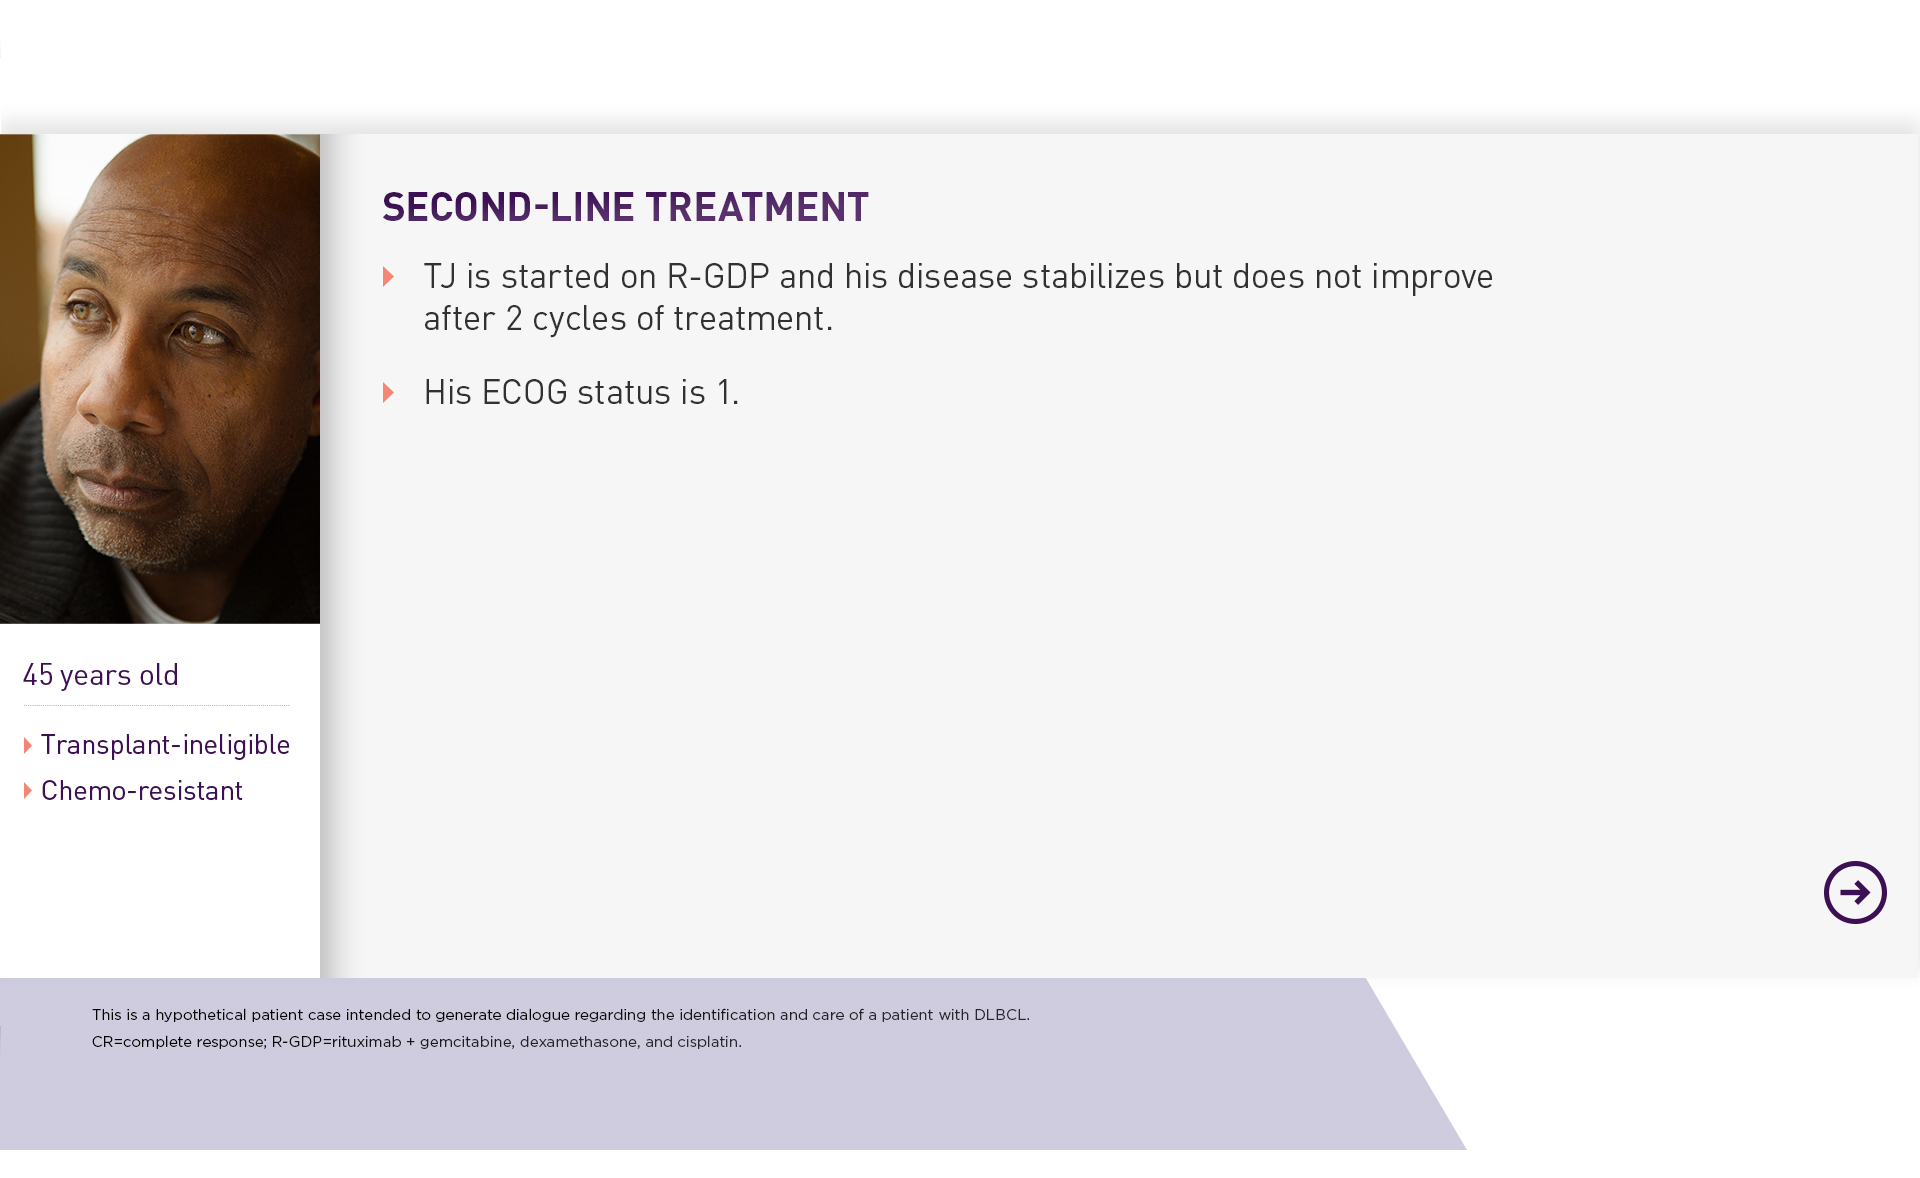 SECOND-LINE TREATMENT
TJ is started on R-GDP and his disease stabilizes but does not improve
after 2 cycles of treatment.
His ECOG status is 1.
45 years old
Transplant-ineligible
Chemo-resistant
This is a hypothetical patient case intended to generate dialogue regarding the identification and care of a patient with DLBCL.
CR=complete response; R-GDP=rituximab + gemcitabine, dexamethasone, and cisplatin.